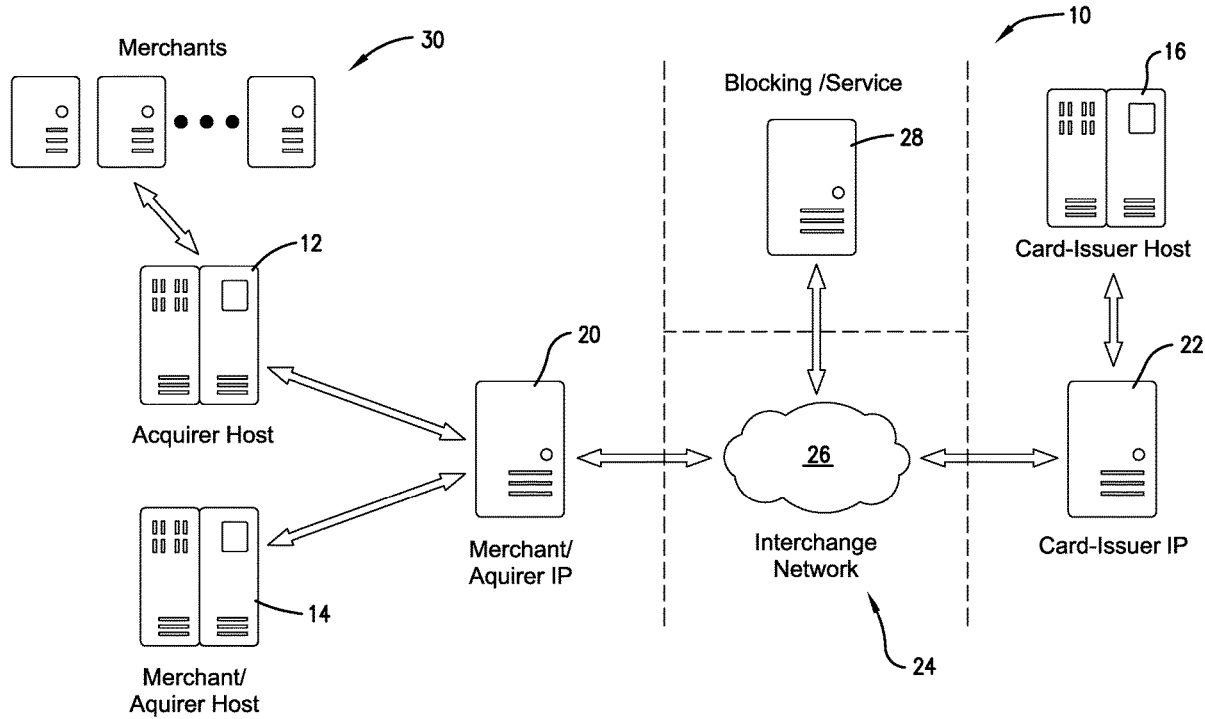 10
Merchants
30
16
Blocking /Service
28
12
Card-Issuer Host
20
22
Acquirer Host
26
Merchant/
Aquirer IP
Interchange
Network
Card-Issuer IP
14
24
Merchant/
Aquirer Host